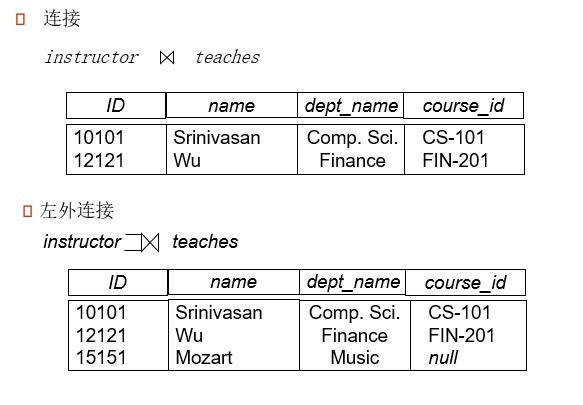 连接
instructor ⋈ teaches
ID name dept_name course_id
10101 Srinivasan Comp. Sci. CS-101
12121 Wu Finance FIN-201
左外连接
instructor ⟕ teaches
ID name dept_name course_id
10101 Srinivasan Comp. Sci. CS-101
12121 Wu Finance FIN-201
15151 Mozart Music null